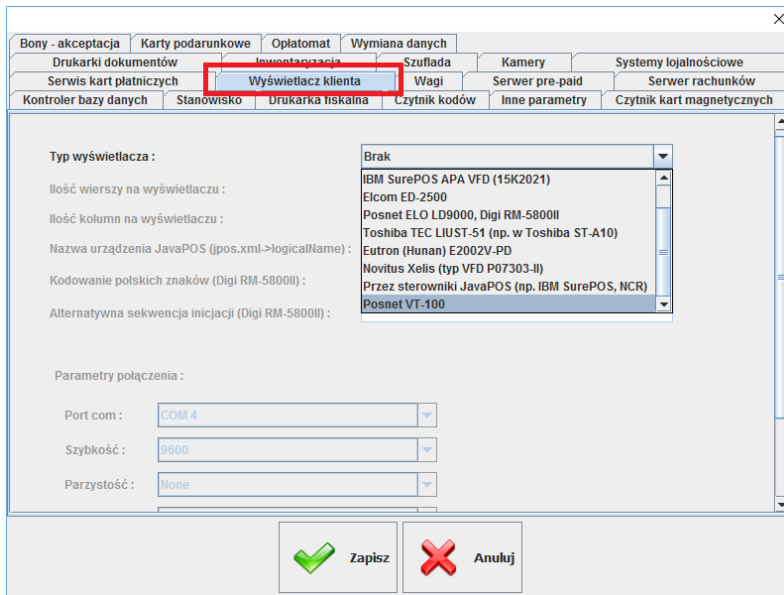 Bony - akceptacja Karty podarunkowe Opłatomat Wymiana danych
Drukarki dokumentów Inwentaryzacja Szuflada Kamery Systemy lojalnościowe
Serwis kart płatniczych Wyświetlacz klienta Wagi Serwer pre-paid Serwer rachunków
Kontroler bazy danych Stanowisko Drukarka fiskalna Czytnik kodów Inne parametry Czytnik kart magnetycznych
Typ wyświetlacza : Brak
IBM SurePOS APA VFD (15K2021)
Ilość wierszy na wyświetlaczu :
Elcom ED-2500
Posnet ELO LD9000, Digi RM-5800II
Ilość kolumn na wyświetlaczu :
Toshiba TEC LIUST-51 (np. w Toshiba ST-A10)
Nazwa urządzenia JavaPOS (jpos.xml->logicalName) :
Eutron (Hunan) E2002V-PD
Novitus Xelis (typ VFD P07303-II)
Kodowanie polskich znaków (Digi RM-5800II) :
Przez sterowniki JavaPOS (np. IBM SurePOS, NCR)
Posnet VT-100
Alternatywna sekwencja inicjacji (Digi RM-5800II) :
Parametry połączenia :
Port com : COM 4
Szybkość : 9600
Parzystość : None
Zapisz Anuluj